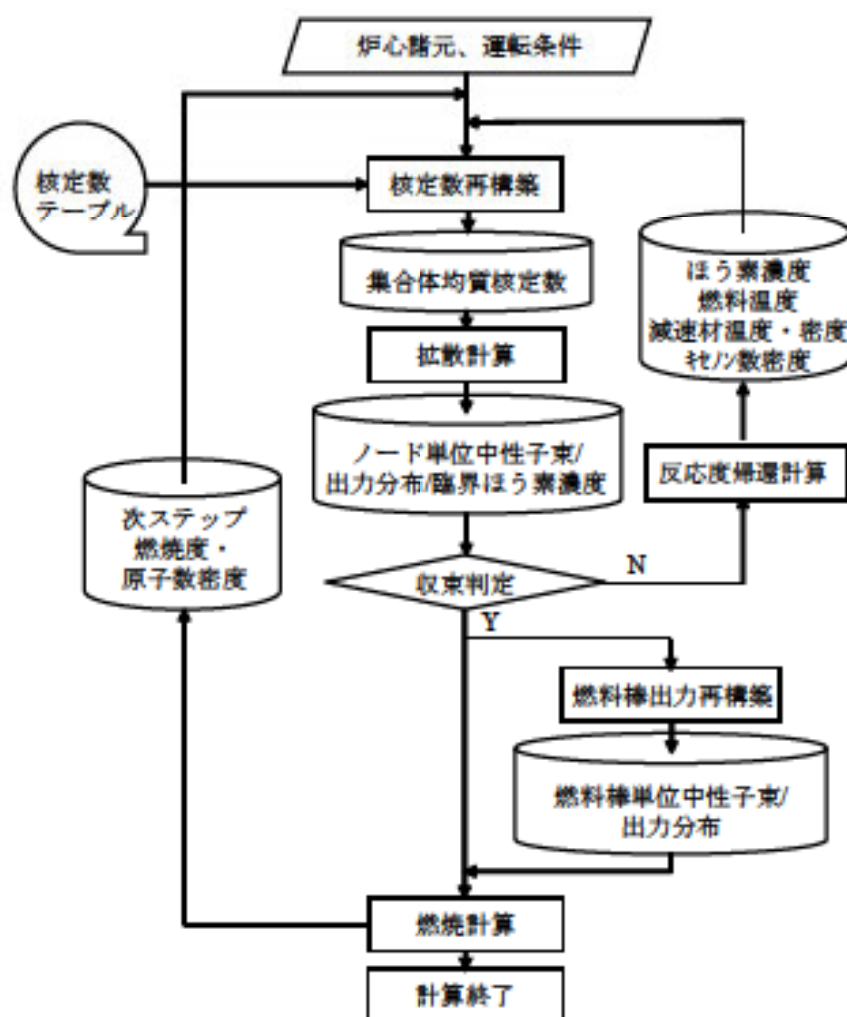 炉心諸元、運転条件
核定数
テーブル
核定数再構築
集合体均質核定数
ほう素濃度
燃料温度
減速材温度・密度
ｷｾﾉﾝ数密度
拡散計算
ノード単位中性子束/
出力分布/臨界ほう素濃度
反応度帰還計算
次ステップ
燃焼度・
原子数密度
収束判定
N
Y
燃料棒出力再構築
燃料棒単位中性子束/
出力分布
燃焼計算
計算終了